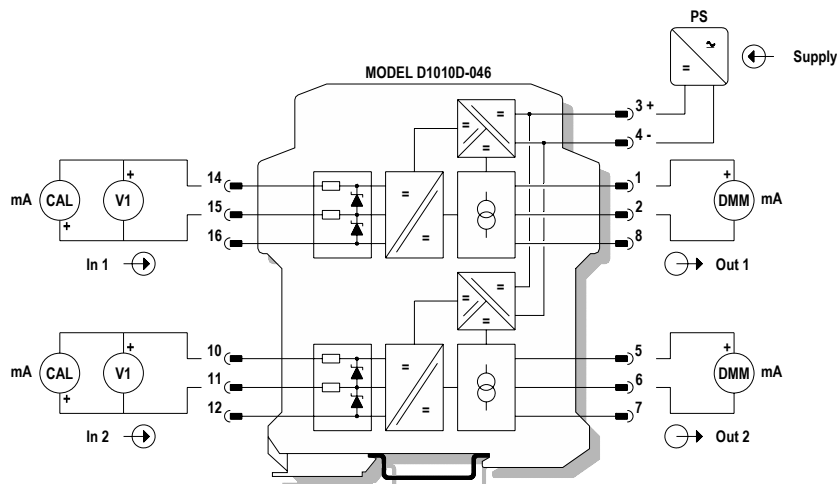 PS
Supply
MODEL D1010D-046
=
3 +
4 -
= = =
mA CAL + V1 + 14 15 16
= =
1 2 8 + DMM mA
In 1
Out 1
= = =
mA CAL + V1 + 10 11 12
= =
5 6 7 + DMM mA
In 2
Out 2